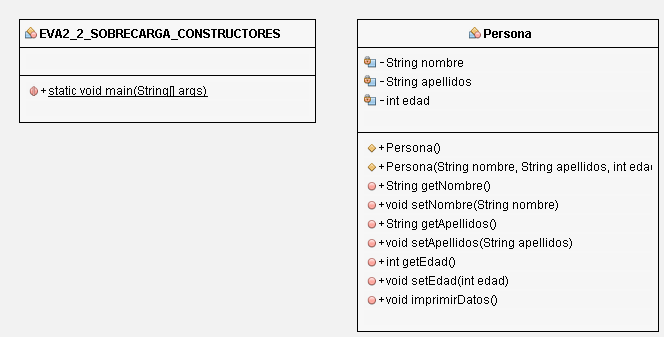 EVA2_2_SOBRECARGA_CONSTRUCTORES
+static void main(String[] args)
Persona
-String nombre
-String apellidos
-int edad
+Persona()
+Persona(String nombre, String apellidos, int edad
+String getNombre()
+void setNombre(String nombre)
+String getApellidos()
+void setApellidos(String apellidos)
+int getEdad()
+void setEdad(int edad)
+void imprimirDatos()